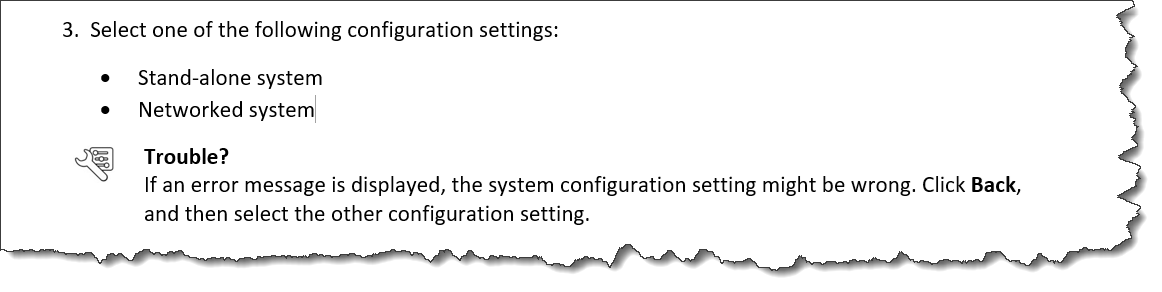 3. Select one of the following configuration settings:
• Stand-alone system
• Networked system
Trouble?
If an error message is displayed, the system configuration setting might be wrong. Click Back,
and then select the other configuration setting.